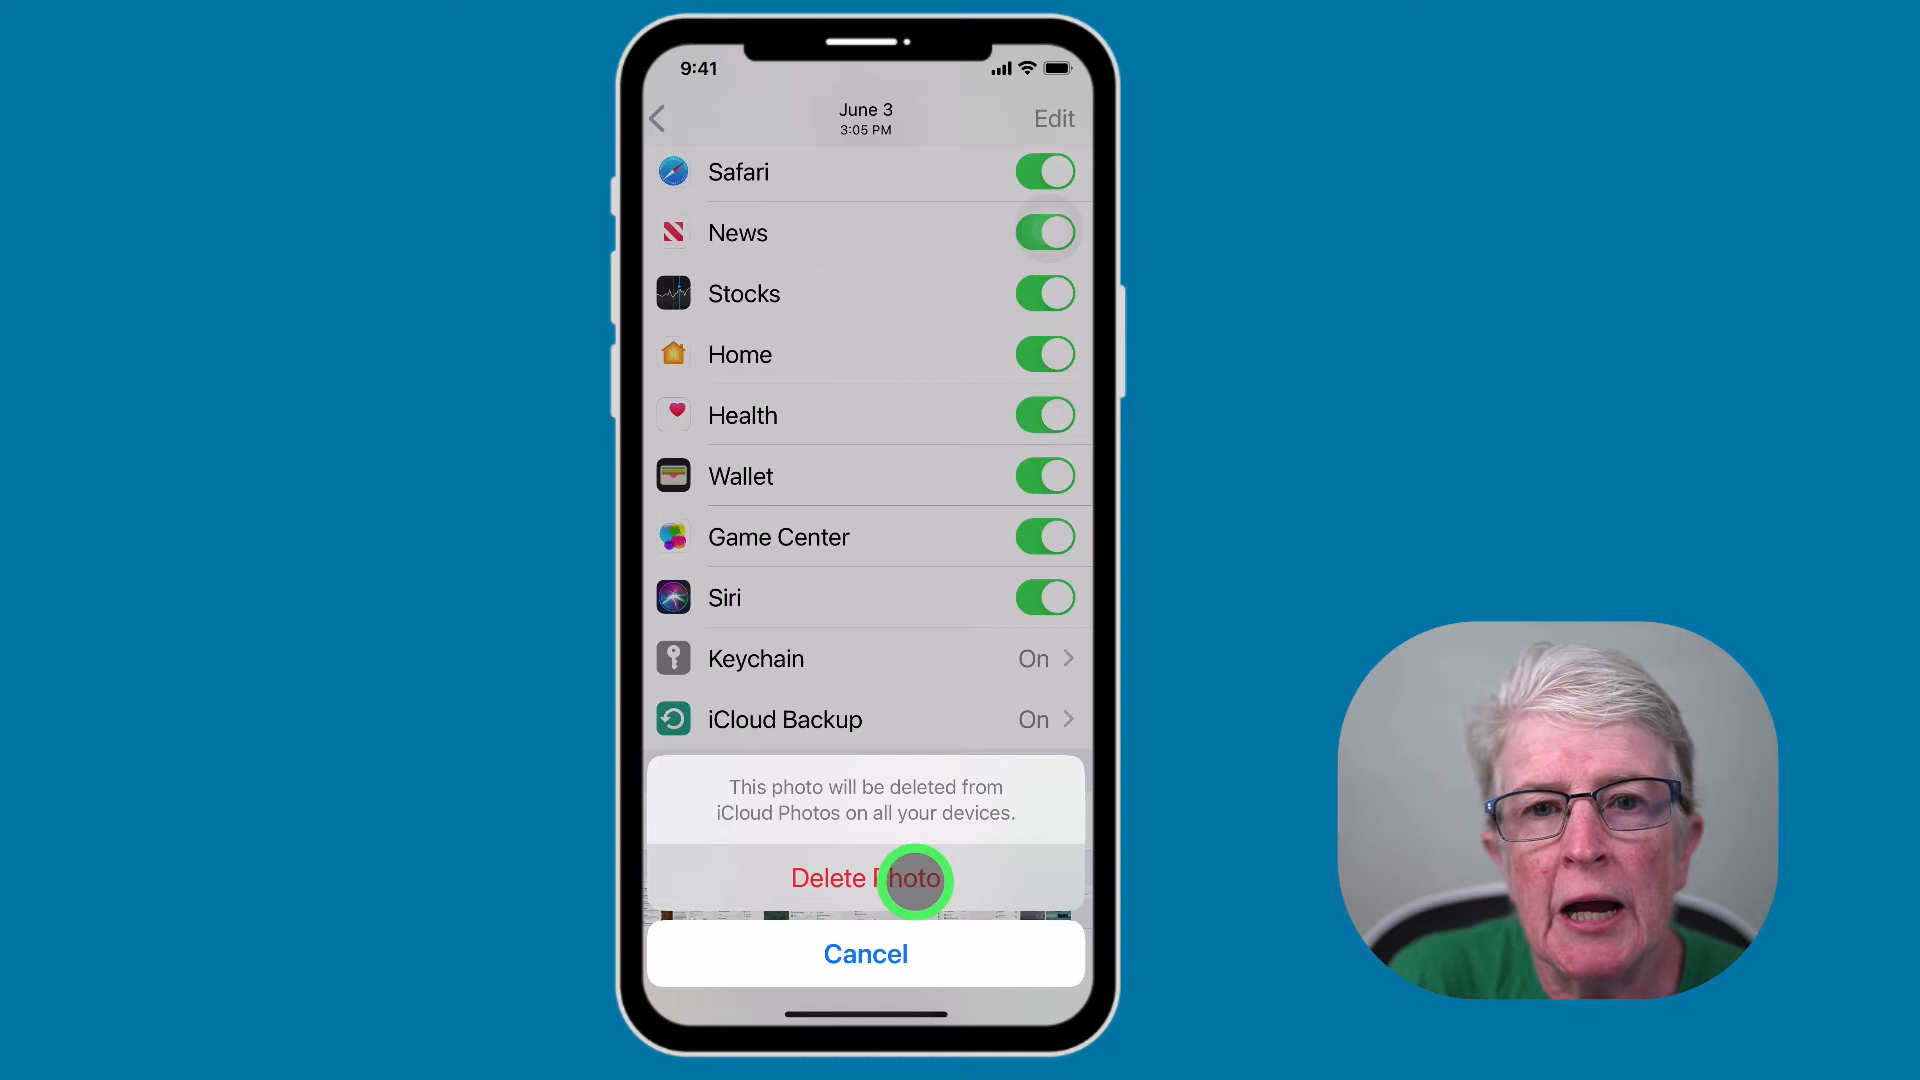 9:41
June 3
3:05 PM
Edit
Safari
News
Stocks
Home
Health
Wallet
Game Center
Siri
Keychain On
iCloud Backup On
This photo will be deleted from
iCloud Photos on all your devices.
Delete Photo
Cancel